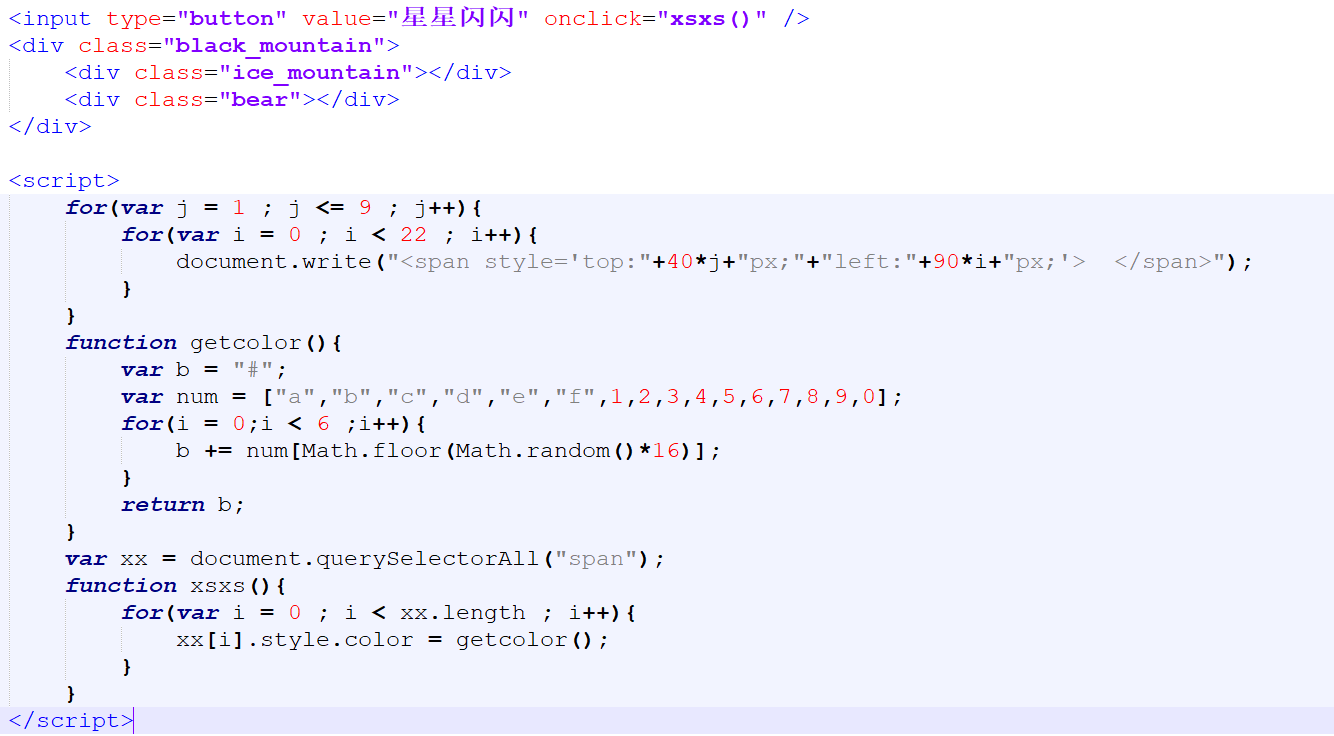 <input type="button" value="星星闪闪" onclick="xsxs()" />
<div class="black_mountain">
    <div class="ice_mountain"></div>
    <div class="bear"></div>
</div>

<script>
    for(var j = 1 ; j <= 9 ; j++){
        for(var i = 0 ; i < 22 ; i++){
            document.write("<span style='top:"+40*j+"px;"+"left:"+90*i+"px;'>  </span>");
        }
    }
    function getcolor(){
        var b = "#";
        var num = ["a","b","c","d","e","f",1,2,3,4,5,6,7,8,9,0];
        for(i = 0;i < 6 ;i++){
            b += num[Math.floor(Math.random()*16)];
        }
        return b;
    }
    var xx = document.querySelectorAll("span");
    function xsxs(){
        for(var i = 0 ; i < xx.length ; i++){
            xx[i].style.color = getcolor();
        }
    }
</script>